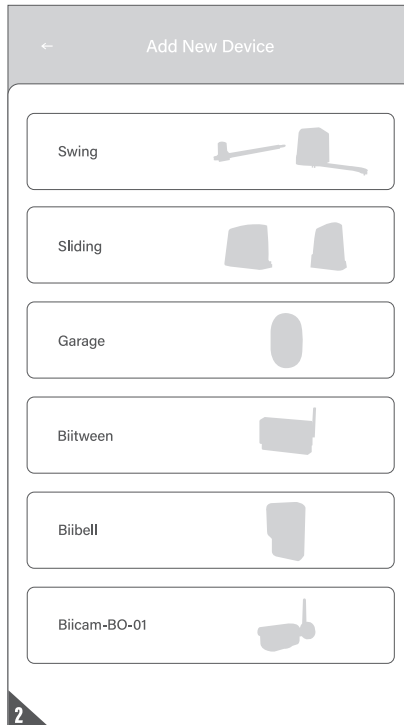 ← Add New Device
Swing
Sliding
Garage
Biitween
Biibell
Biicam-BO-01
2